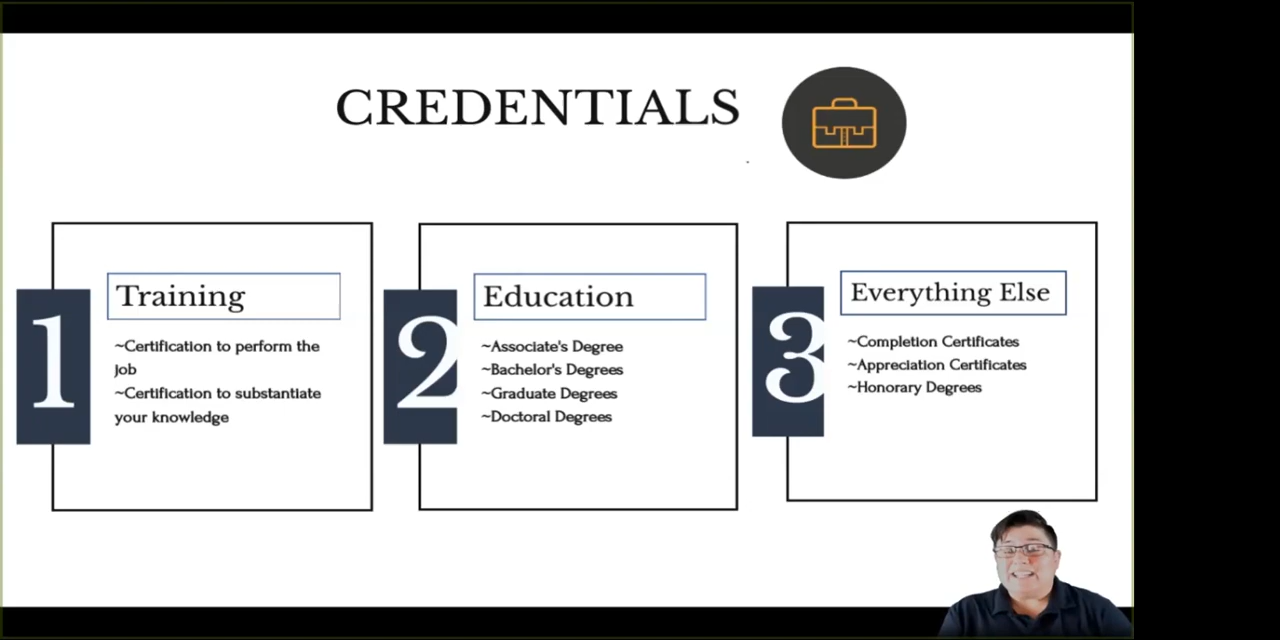 CREDENTIALS
1
Training
~Certification to perform the
job
~Certification to substantiate
your knowledge
2
Education
~Associate's Degree
~Bachelor's Degrees
~Graduate Degrees
~Doctoral Degrees
3
Everything Else
~Completion Certificates
~Appreciation Certificates
~Honorary Degrees